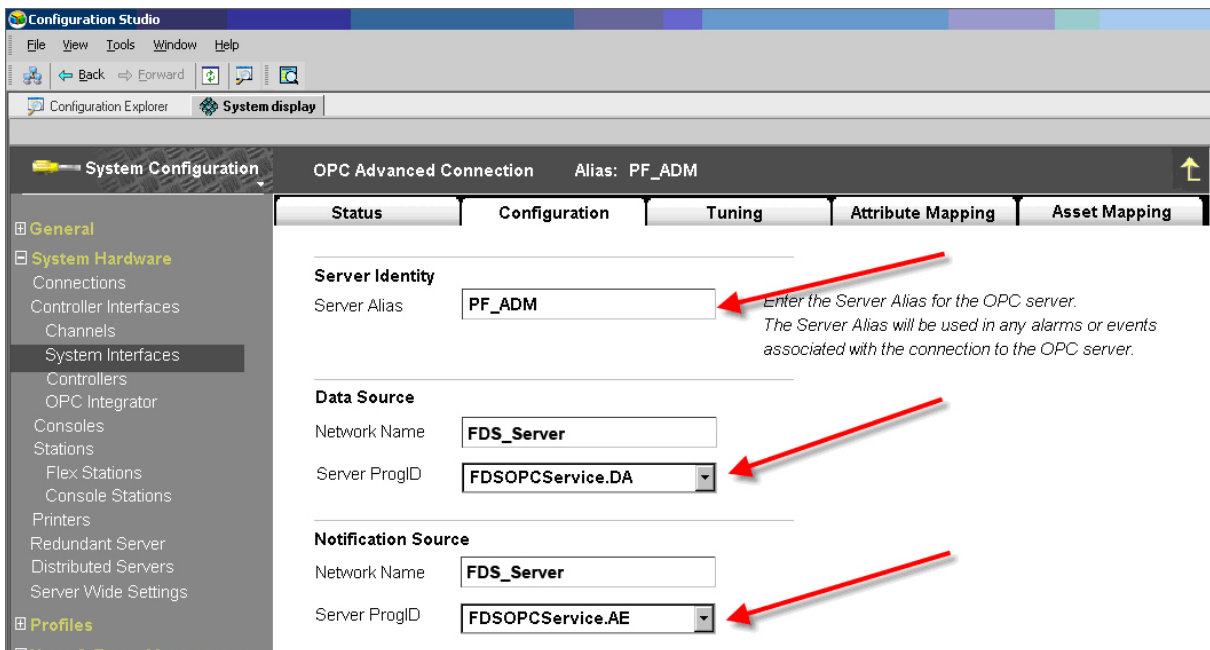 Configuration Studio
File View Tools Window Help
Back Forward
Configuration Explorer System display
System Configuration
OPC Advanced Connection Alias: PF_ADM
Status Configuration Tuning Attribute Mapping Asset Mapping
General
System Hardware
Connections
Controller Interfaces
Channels
System Interfaces
Controllers
OPC Integrator
Consoles
Stations
Flex Stations
Console Stations
Printers
Redundant Server
Distributed Servers
Server Wide Settings
Profiles
Server Identity
Server Alias PF_ADM
Enter the Server Alias for the OPC server.
The Server Alias will be used in any alarms or events
associated with the connection to the OPC server.
Data Source
Network Name FDS_Server
Server ProgID FDSOPCService.DA
Notification Source
Network Name FDS_Server
Server ProgID FDSOPCService.AE